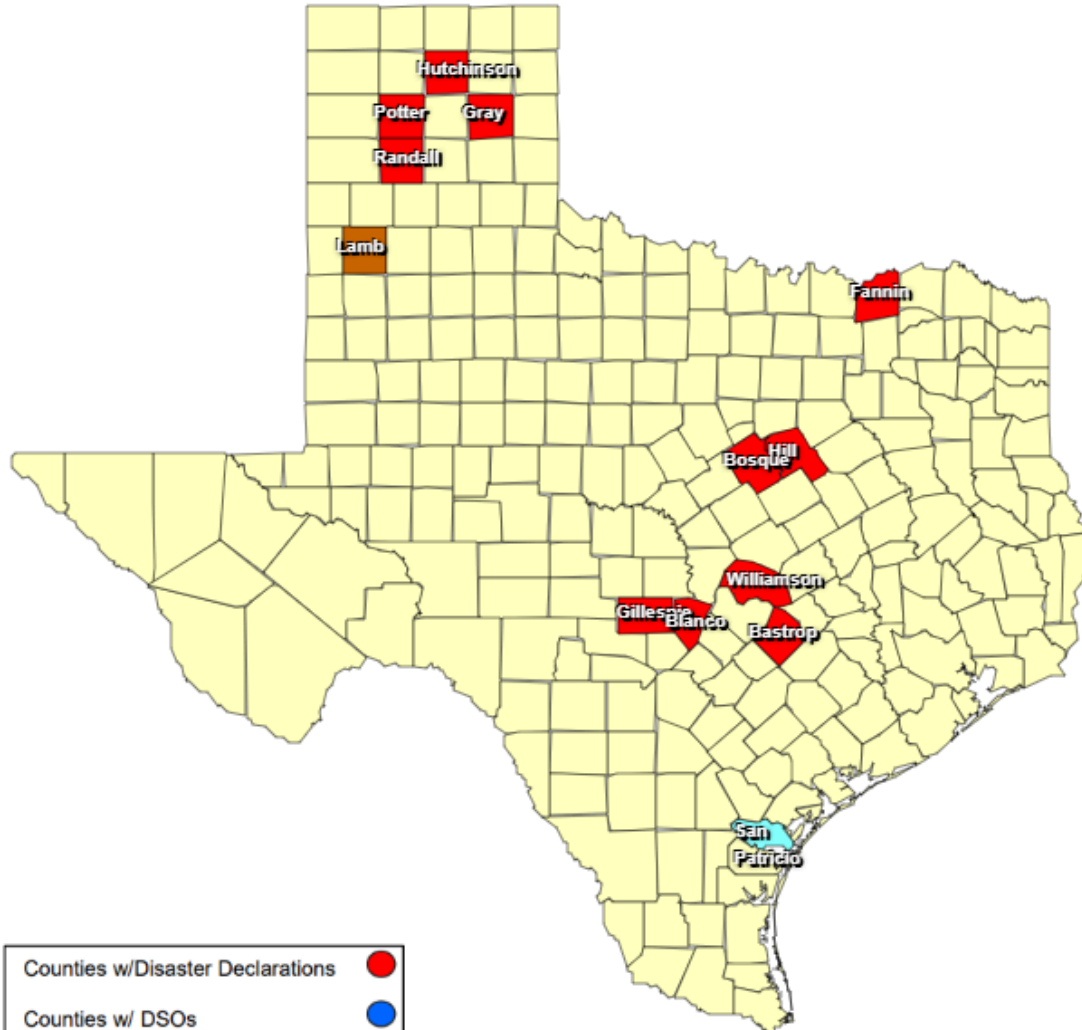 Hutchinson
Potter
Gray
Randall
Lamb
Fannin
Hill
Bosque
Williamson
Gillespie
Blanco
Bastrop
San
Patricio
Counties w/Disaster Declarations
Counties w/ DSOs